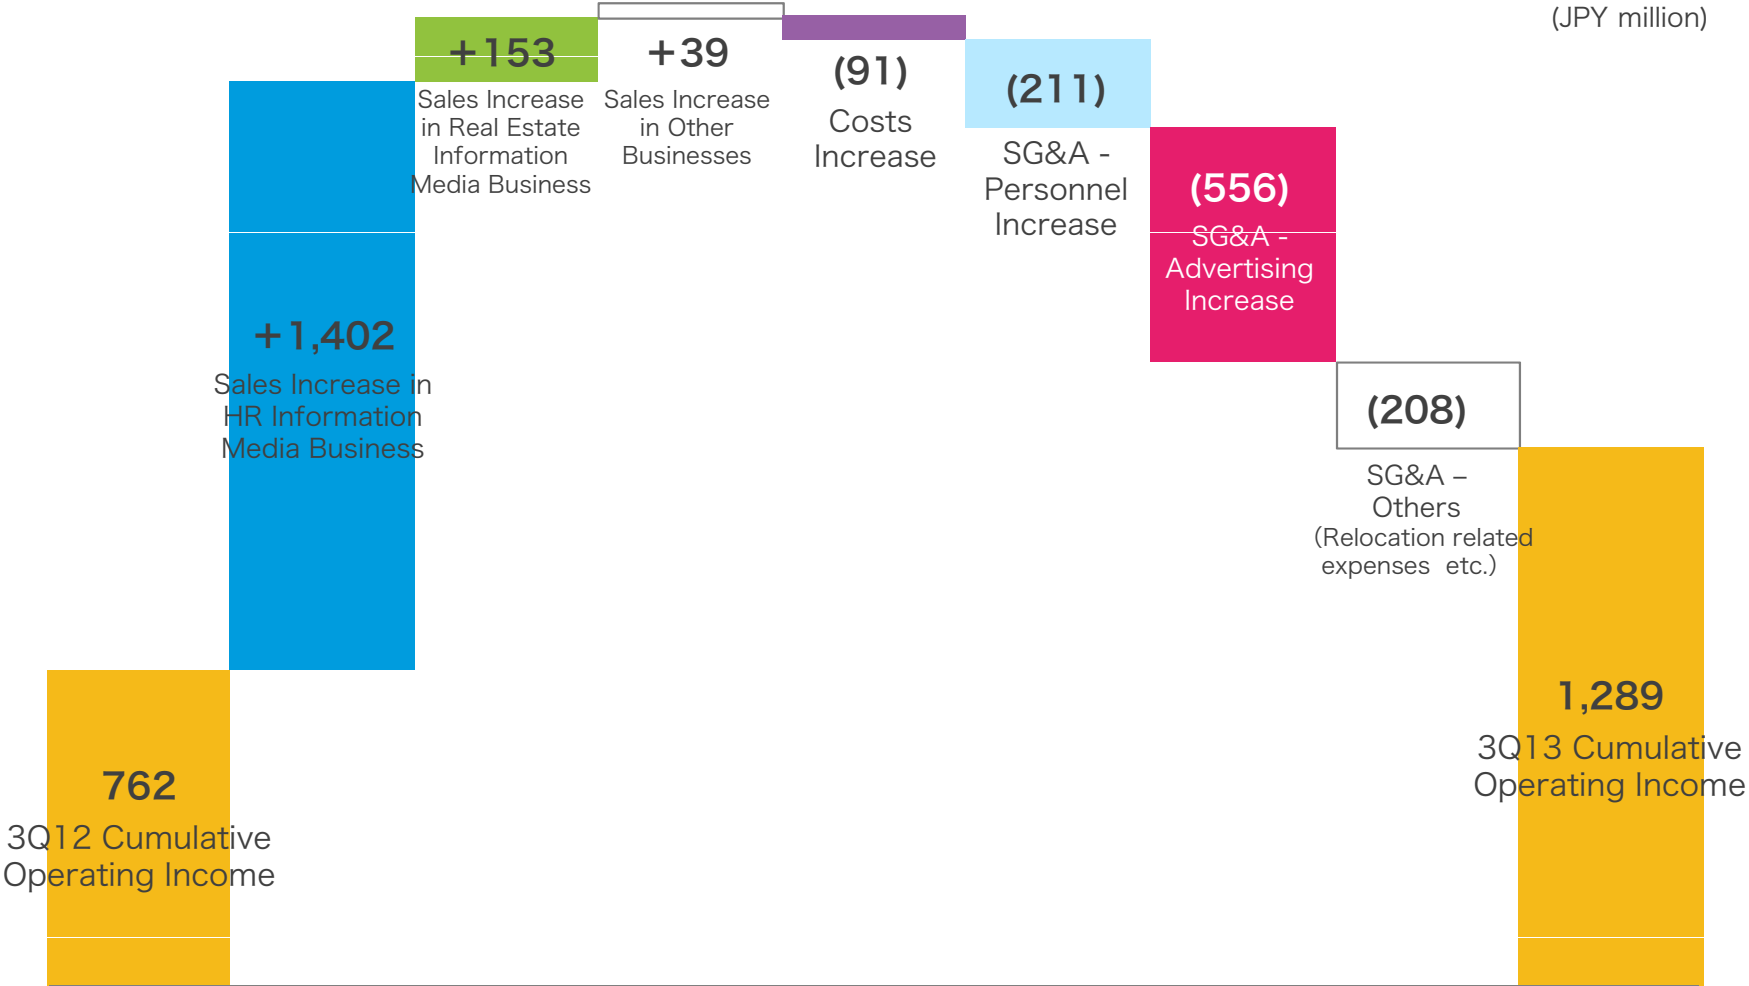 (JPY million)
+153
Sales Increase
in Real Estate
Information
Media Business
+39
Sales Increase
in Other
Businesses
(91)
Costs
Increase
(211)
SG&A -
Personnel
Increase
(556)
SG&A -
Advertising
Increase
+1,402
Sales Increase in
HR Information
Media Business
(208)
SG&A –
Others
(Relocation related
expenses etc.)
762
3Q12 Cumulative
Operating Income
1,289
3Q13 Cumulative
Operating Income